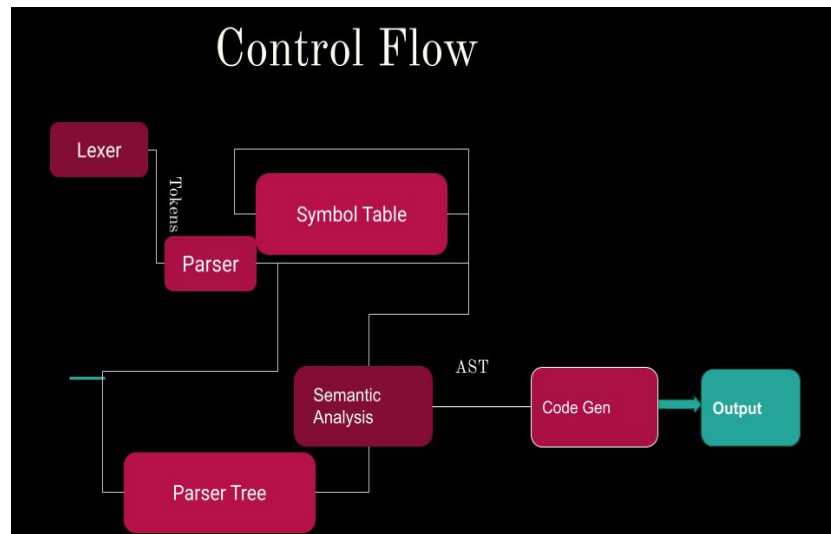 Control Flow
Lexer
Tokens
Symbol Table
Parser
Semantic
Analysis
AST
Code Gen
Output
Parser Tree